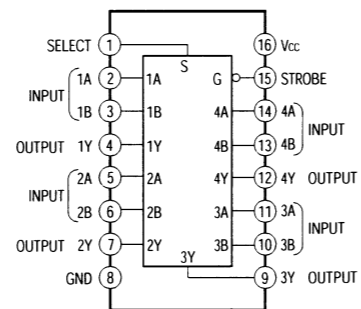 SELECT 1 S 16 Vcc
1A 2 1A G 15 STROBE
INPUT
1B 3 1B 4A 14 4A
INPUT
OUTPUT 1Y 4 1Y 4B 13 4B
2A 5 2A 4Y 12 4Y OUTPUT
INPUT
2B 6 2B 3A 11 3A
INPUT
OUTPUT 2Y 7 2Y 3B 10 3B
GND 8 3Y 9 3Y OUTPUT